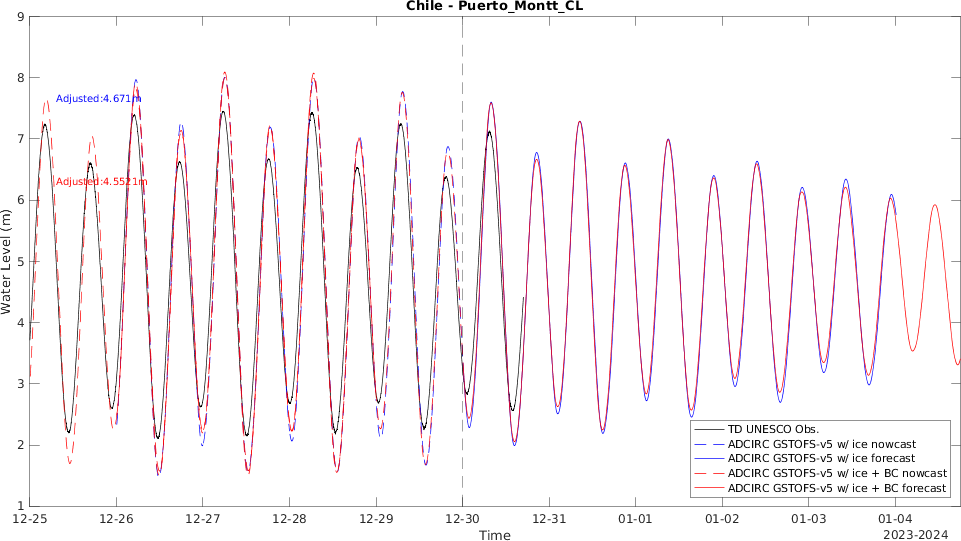 Chile - Puerto_Montt_CL
9
8
7
6
5
4
3
2
1
Water Level (m)
Adjusted:4.671m
Adjusted:4.5521m
TD UNESCO Obs.
ADCIRC GSTOFS-v5 w/ ice nowcast
ADCIRC GSTOFS-v5 w/ ice forecast
ADCIRC GSTOFS-v5 w/ ice + BC nowcast
ADCIRC GSTOFS-v5 w/ ice + BC forecast
12-25 12-26 12-27 12-28 12-29 12-30 12-31 01-01 01-02 01-03 01-04
Time
2023-2024